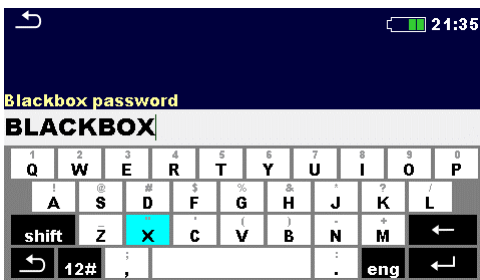 21:35
Blackbox password
BLACKBOX
1 2 3 4 5 6 7 8 9 0
Q W E R T Y U I O P
! @ # $ % & * ? /
A S D F G H J K L
- " ' ( ) - +
shift Z X C V B N M
; :
12# , . eng